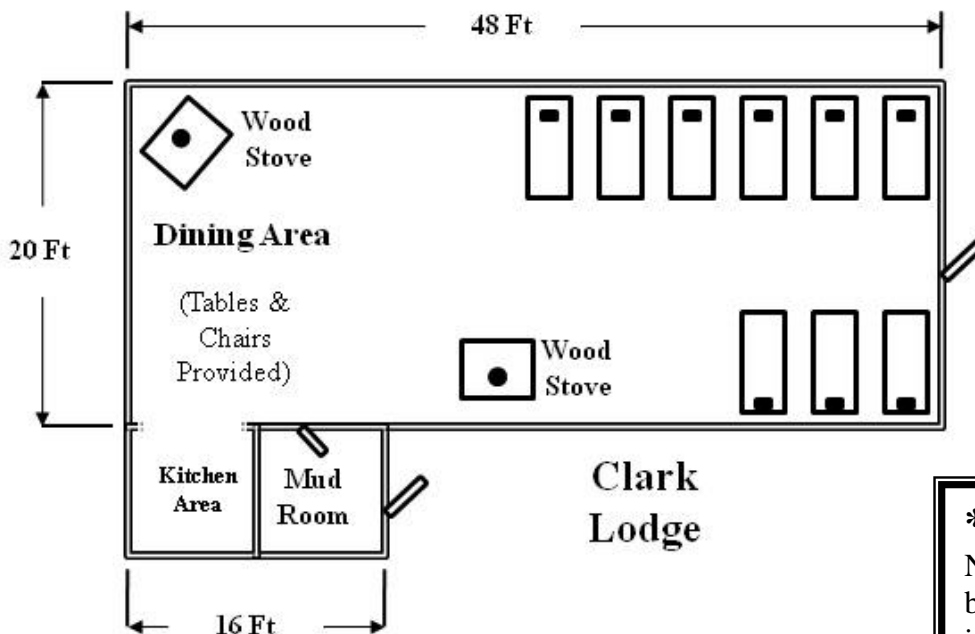 48 Ft
Wood
Stove
Dining Area
20 Ft
(Tables &
Chairs
Provided)
Wood
Stove
Kitchen
Area
Mud
Room
Clark
Lodge
16 Ft
*